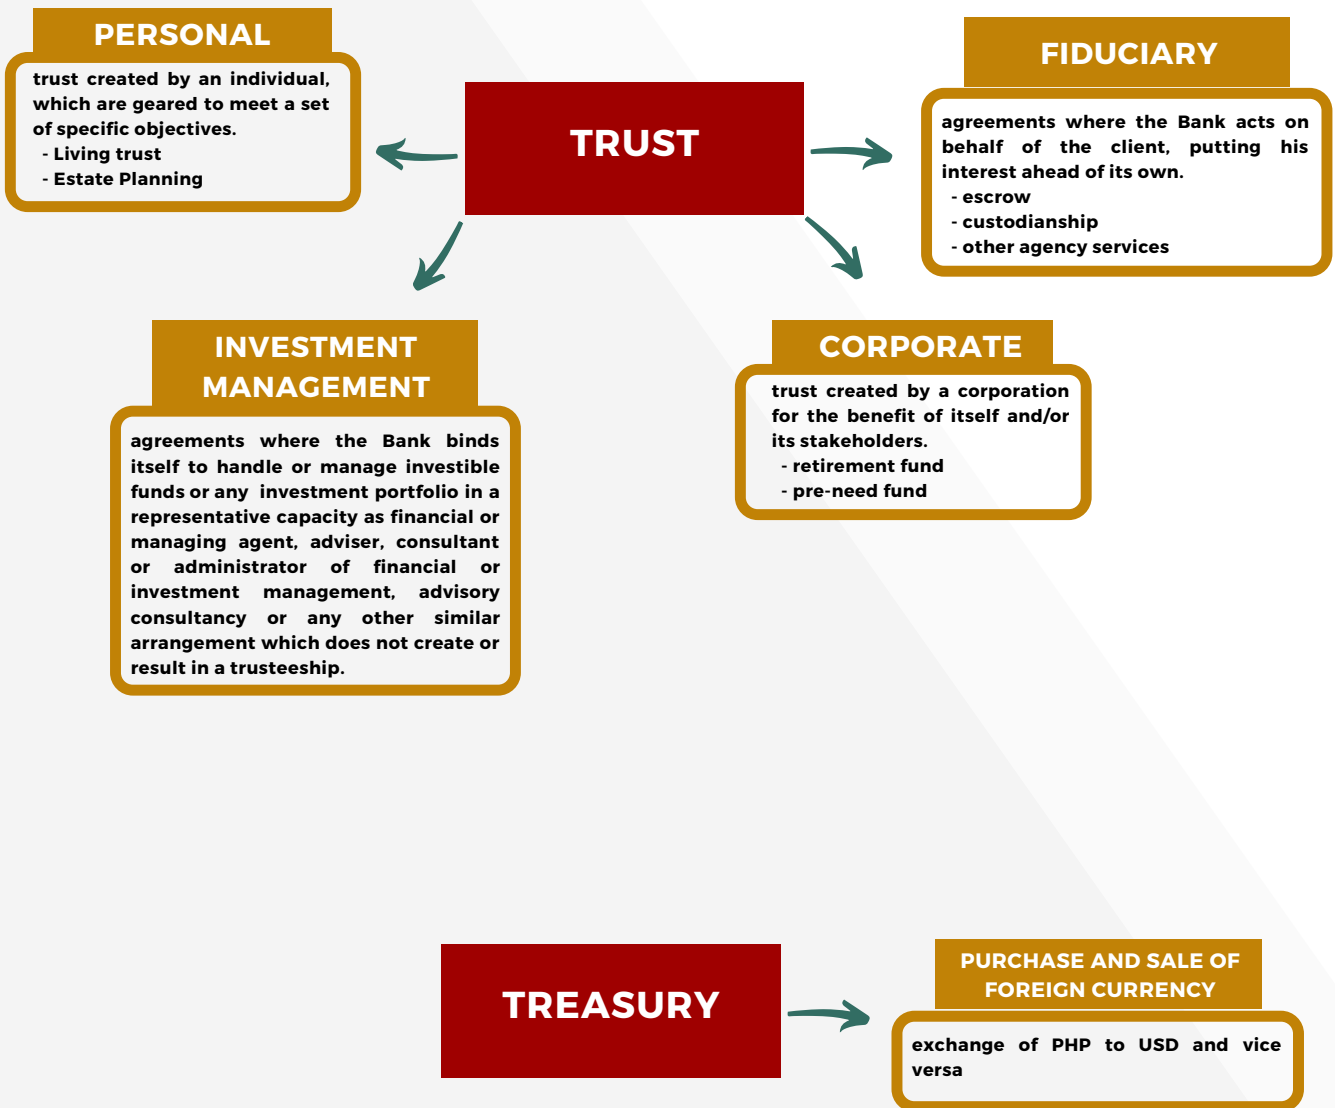 PERSONAL
trust created by an individual,
which are geared to meet a set
of specific objectives.
- Living trust
- Estate Planning
TRUST
FIDUCIARY
agreements where the Bank acts on
behalf of the client, putting his
interest ahead of its own.
- escrow
- custodianship
- other agency services
INVESTMENT
MANAGEMENT
agreements where the Bank binds
itself to handle or manage investible
funds or any investment portfolio in a
representative capacity as financial or
managing agent, adviser, consultant
or administrator of financial or
investment management, advisory
consultancy or any other similar
arrangement which does not create or
result in a trusteeship.
CORPORATE
trust created by a corporation
for the benefit of itself and/or
its stakeholders.
- retirement fund
- pre-need fund
TREASURY
PURCHASE AND SALE OF
FOREIGN CURRENCY
exchange of PHP to USD and vice
versa